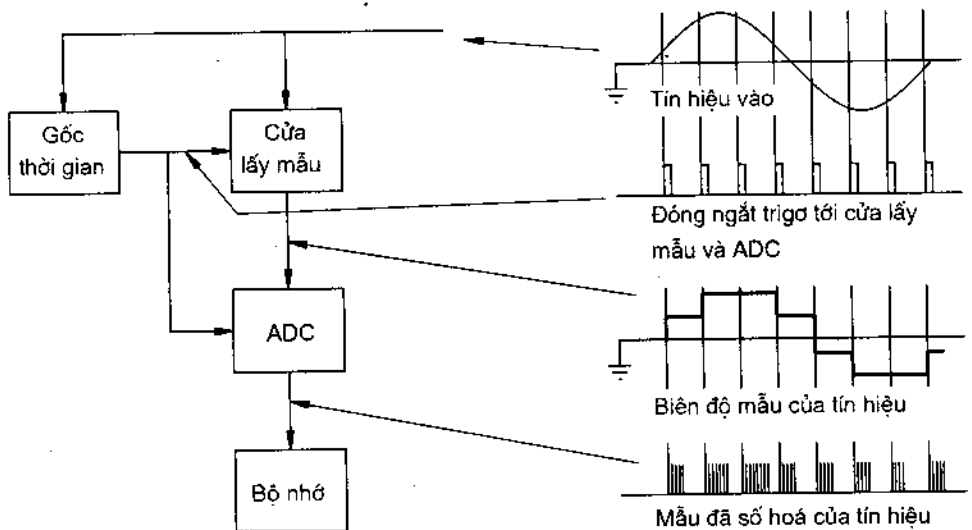 Gốc
thời gian
Cửa
lấy mẫu
ADC
Bộ nhớ
Tín hiệu vào
Đóng ngắt trigơ tới cửa lấy
mẫu và ADC
Biên độ mẫu của tín hiệu
Mẫu đã số hoá của tín hiệu